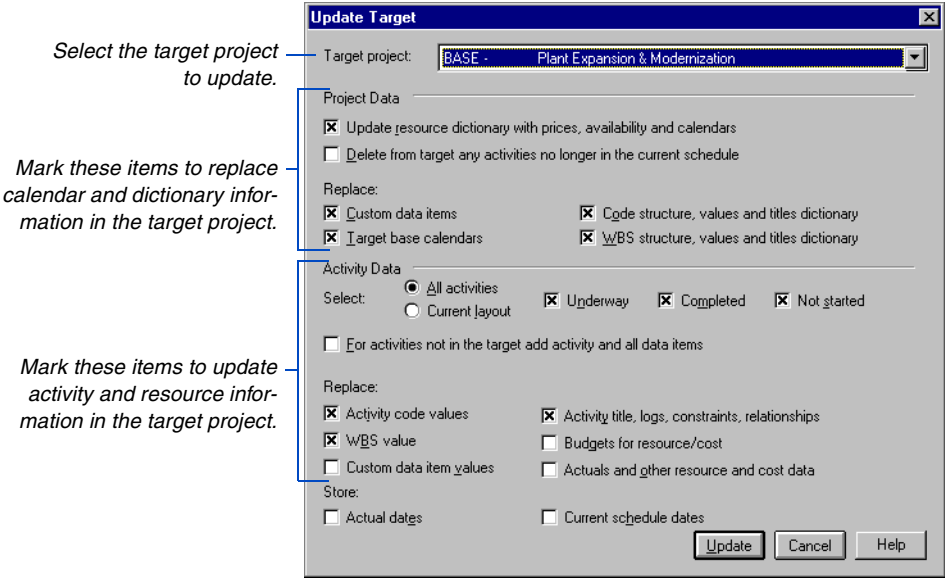 Update Target
Select the target project
to update.
Target project:
BASE - Plant Expansion & Modernization
Project Data
Update resource dictionary with prices, availability and calendars
Delete from target any activities no longer in the current schedule
Mark these items to replace
calendar and dictionary infor-
mation in the target project.
Replace:
Custom data items
Code structure, values and titles dictionary
Target base calendars
WBS structure, values and titles dictionary
Activity Data
Select:
All activities
Current layout
Underway
Completed
Not started
For activities not in the target add activity and all data items
Mark these items to update
activity and resource infor-
mation in the target project.
Replace:
Activity code values
Activity title, logs, constraints, relationships
WBS value
Budgets for resource/cost
Custom data item values
Actuals and other resource and cost data
Store:
Actual dates
Current schedule dates
Update
Cancel
Help